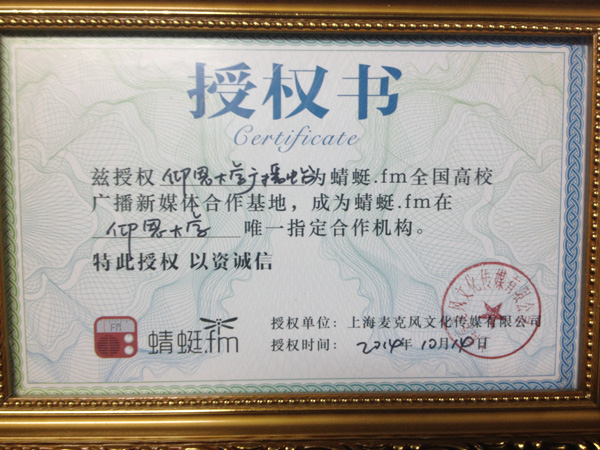 授权书
Certificate
兹授权 仰恩大学广播电台为蜻蜓.fm全国高校
广播新媒体合作基地，成为蜻蜓.fm在
仰恩大学 唯一指定合作机构。
特此授权 以资诚信
FM
蜻蜓.fm
授权单位：上海麦克风文化传媒有限公司
授权时间：2014年10月14日